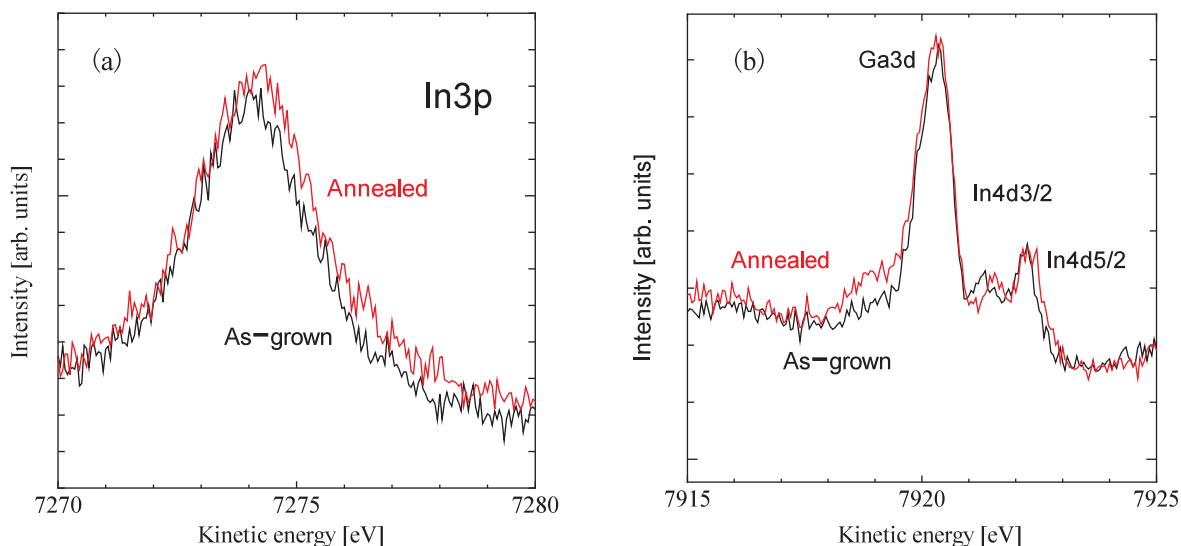 (a)
In3p
Annealed
As-grown
Intensity [arb. units]
7270
7275
7280
Kinetic energy [eV]
(b)
Ga3d
In4d3/2
In4d5/2
Annealed
As-grown
Intensity [arb. units]
7915
7920
7925
Kinetic energy [eV]